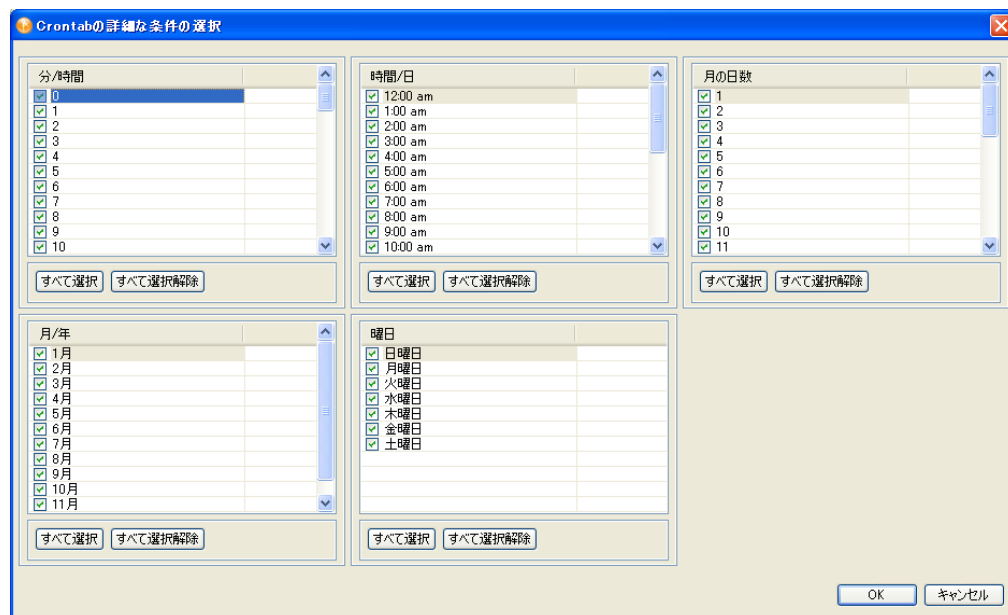 Crontabの詳細な条件の選択
分/時間
0
1
2
3
4
5
6
7
8
9
10
すべて選択 すべて選択解除
時間/日
12:00 am
1:00 am
2:00 am
3:00 am
4:00 am
5:00 am
6:00 am
7:00 am
8:00 am
9:00 am
10:00 am
すべて選択 すべて選択解除
月の日数
1
2
3
4
5
6
7
8
9
10
11
すべて選択 すべて選択解除
月/年
1月
2月
3月
4月
5月
6月
7月
8月
9月
10月
11月
すべて選択 すべて選択解除
曜日
日曜日
月曜日
火曜日
水曜日
木曜日
金曜日
土曜日
すべて選択 すべて選択解除
OK キャンセル